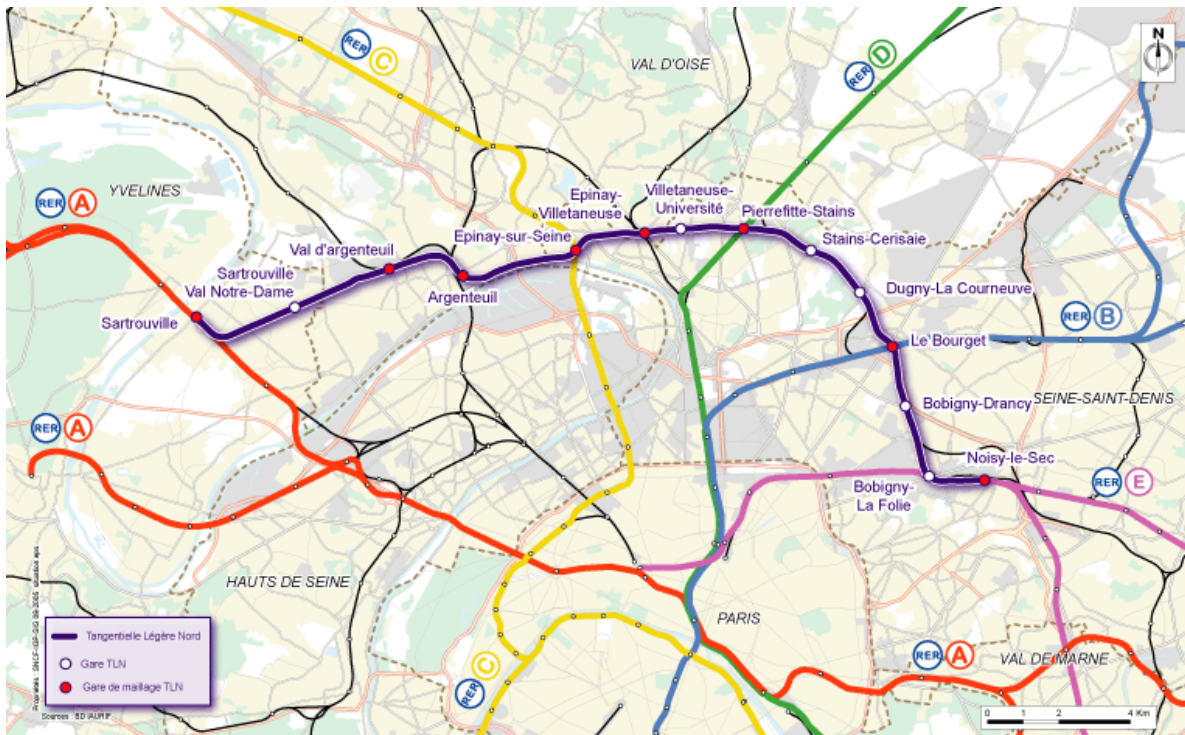 N
VAL D'OISE
RER C
RER D
YVELINES
RER A
Epinay-
Villetaneuse
Villetaneuse-
Université
Pierrefitte-Stains
Epinay-sur-Seine
Val d'argenteuil
Stains-Cerisaie
Sartrouville
Val Notre-Dame
Argenteuil
Dugny-La Courneuve
Sartrouville
RER B
Le Bourget
RER A
Bobigny-Drancy
SEINE-SAINT-DENIS
Noisy-le-Sec
Bobigny-
La Folie
RER E
HAUTS DE SEINE
PARIS
RER C
RER A
VAL DE MARNE
Tangentielle Légère Nord
Gare TLN
Gare de maillage TLN
Sources : BD IAURIF
0 1 2 4 Km